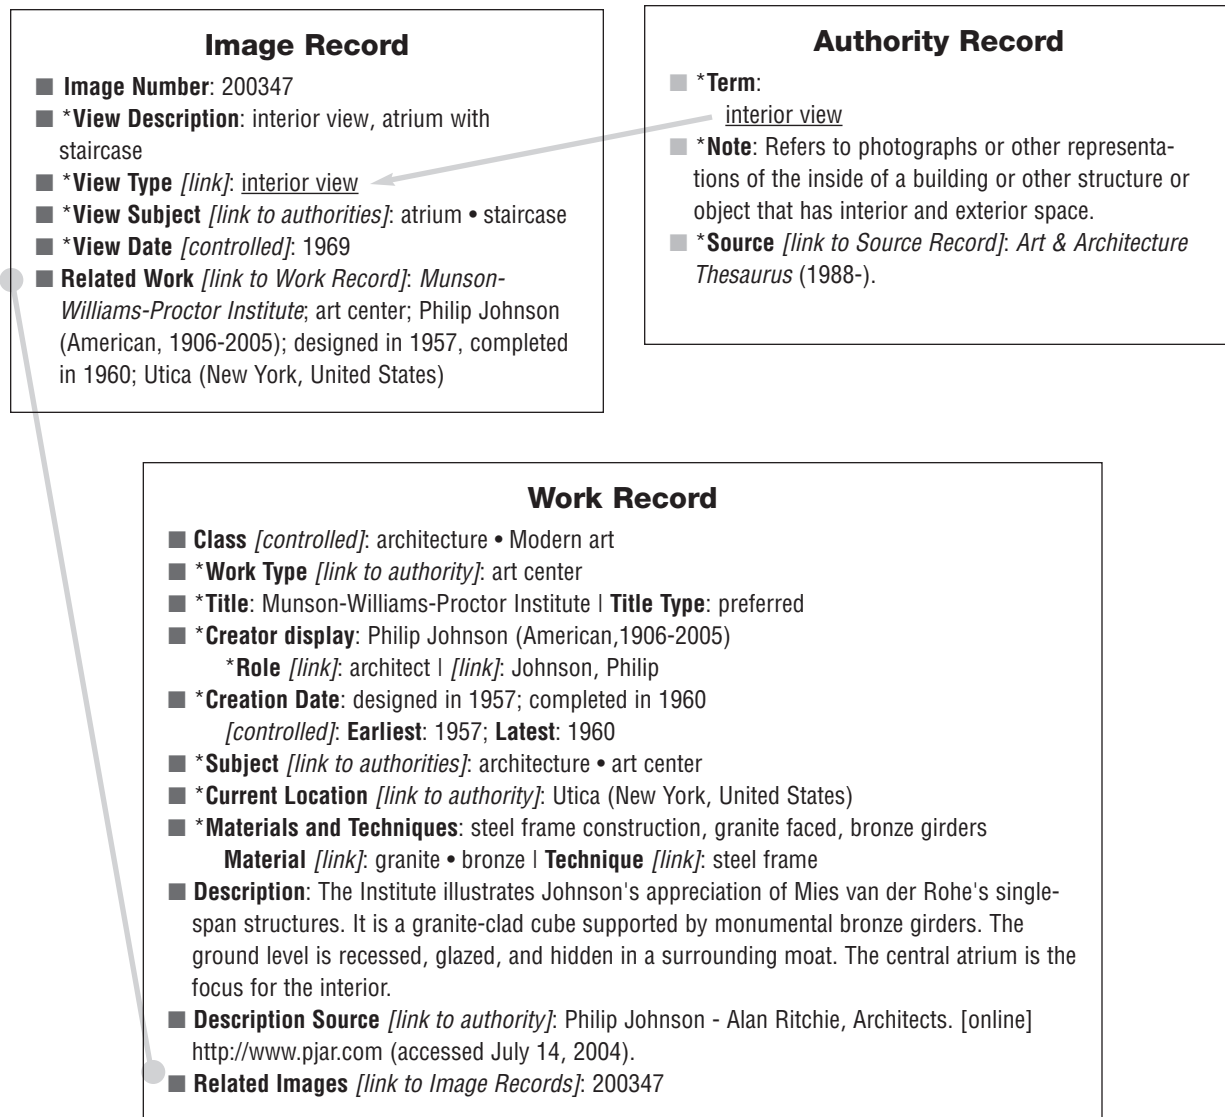 Image Record
■ Image Number: 200347
■ *View Description: interior view, atrium with
staircase
■ *View Type [link]: interior view
■ *View Subject [link to authorities]: atrium • staircase
■ *View Date [controlled]: 1969
■ Related Work [link to Work Record]: Munson-
Williams-Proctor Institute; art center; Philip Johnson
(American, 1906-2005); designed in 1957, completed
in 1960; Utica (New York, United States)
Authority Record
■ *Term:
interior view
■ *Note: Refers to photographs or other representa-
tions of the inside of a building or other structure or
object that has interior and exterior space.
■ *Source [link to Source Record]: Art & Architecture
Thesaurus (1988-).
Work Record
■ Class [controlled]: architecture • Modern art
■ *Work Type [link to authority]: art center
■ *Title: Munson-Williams-Proctor Institute | Title Type: preferred
■ *Creator display: Philip Johnson (American,1906-2005)
*Role [link]: architect | [link]: Johnson, Philip
■ *Creation Date: designed in 1957; completed in 1960
[controlled]: Earliest: 1957; Latest: 1960
■ *Subject [link to authorities]: architecture • art center
■ *Current Location [link to authority]: Utica (New York, United States)
■ *Materials and Techniques: steel frame construction, granite faced, bronze girders
Material [link]: granite • bronze | Technique [link]: steel frame
■ Description: The Institute illustrates Johnson's appreciation of Mies van der Rohe's single-
span structures. It is a granite-clad cube supported by monumental bronze girders. The
ground level is recessed, glazed, and hidden in a surrounding moat. The central atrium is the
focus for the interior.
■ Description Source [link to authority]: Philip Johnson - Alan Ritchie, Architects. [online]
http://www.pjar.com (accessed July 14, 2004).
■ Related Images [link to Image Records]: 200347